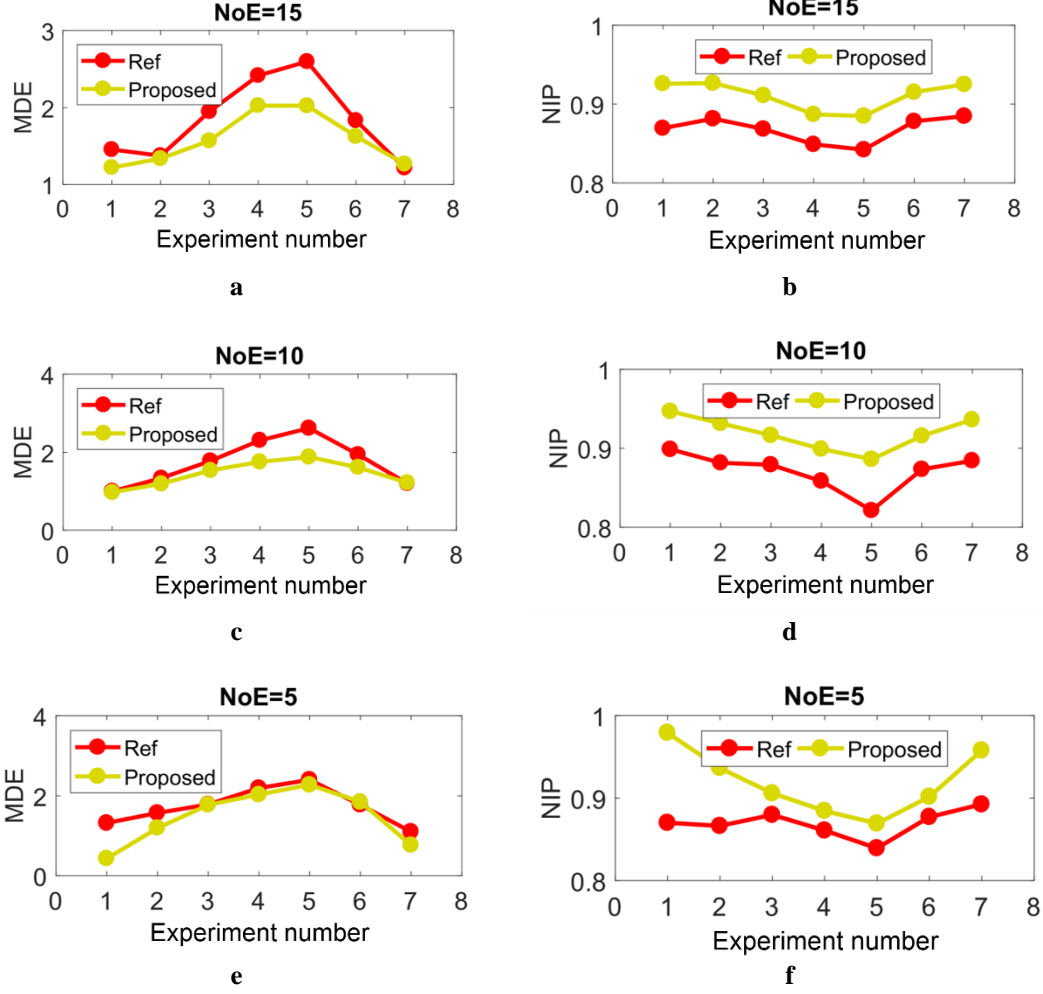 NoE=15
3
2
1
MDE
Ref
Proposed
0 1 2 3 4 5 6 7 8
Experiment number
a
NoE=15
1
0.9
0.8
NIP
Ref Proposed
0 1 2 3 4 5 6 7 8
Experiment number
b
NoE=10
4
2
0
MDE
Ref
Proposed
0 1 2 3 4 5 6 7 8
Experiment number
c
NoE=10
1
0.9
0.8
NIP
Ref Proposed
0 1 2 3 4 5 6 7 8
Experiment number
d
NoE=5
4
2
0
MDE
Ref
Proposed
0 1 2 3 4 5 6 7 8
Experiment number
e
NoE=5
1
0.9
0.8
NIP
Ref Proposed
0 1 2 3 4 5 6 7 8
Experiment number
f